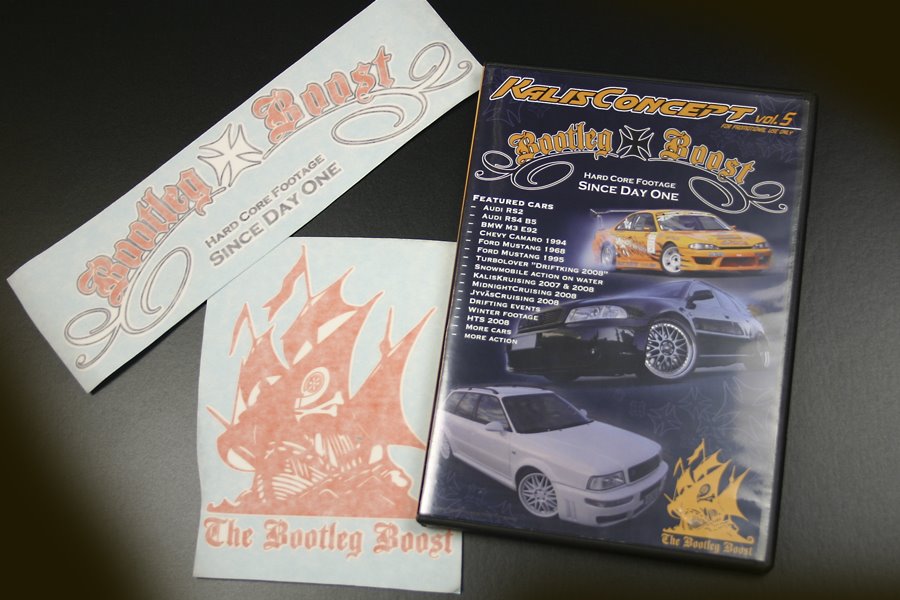 Bootleg Boost
Hard Core Footage
Since Day One
The Bootleg Boost
KalisConcept vol.5
For promotional use only
Bootleg Boost
Hard Core Footage
Since Day One
Featured cars
- Audi RS2
- Audi RS4 B5
- BMW M3 E92
- Chevy Camaro 1994
- Ford Mustang 1968
- Ford Mustang 1995
- Turbolover "Driftking 2008"
- Snowmobile action on water
- KalisKruising 2007 & 2008
- MidnightCruising 2008
- JyväsCruising 2008
- Drifting events
- Winter footage
- HTS 2008
- More cars
- more action
The Bootleg Boost